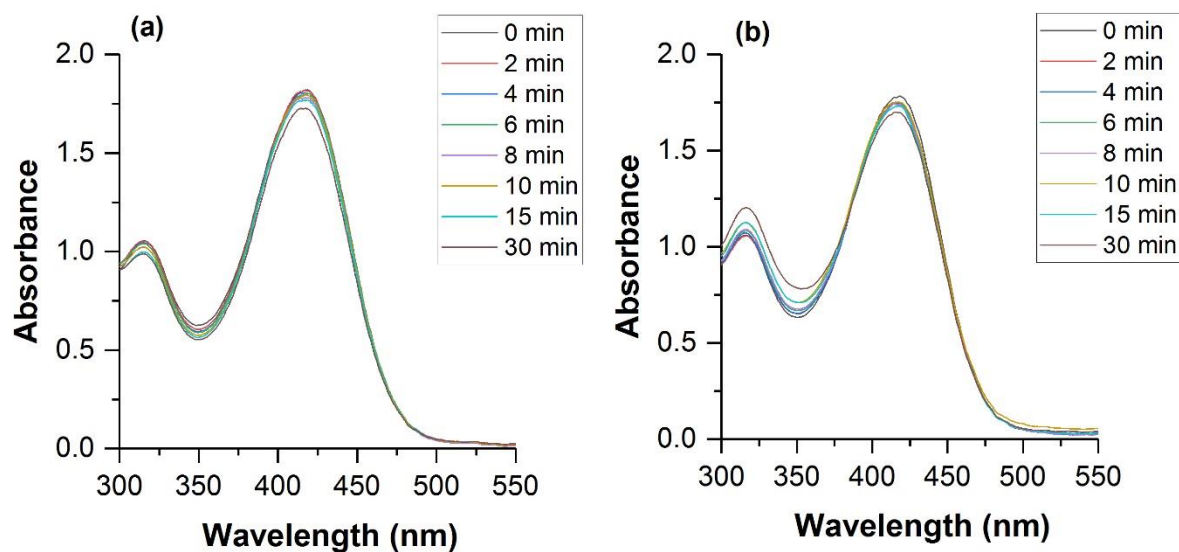 (a)
0 min
2 min
4 min
6 min
8 min
10 min
15 min
30 min
2.0
1.5
1.0
0.5
0.0
Absorbance
300 350 400 450 500 550
Wavelength (nm)
(b)
0 min
2 min
4 min
6 min
8 min
10 min
15 min
30 min
2.0
1.5
1.0
0.5
0.0
Absorbance
300 350 400 450 500 550
Wavelength (nm)